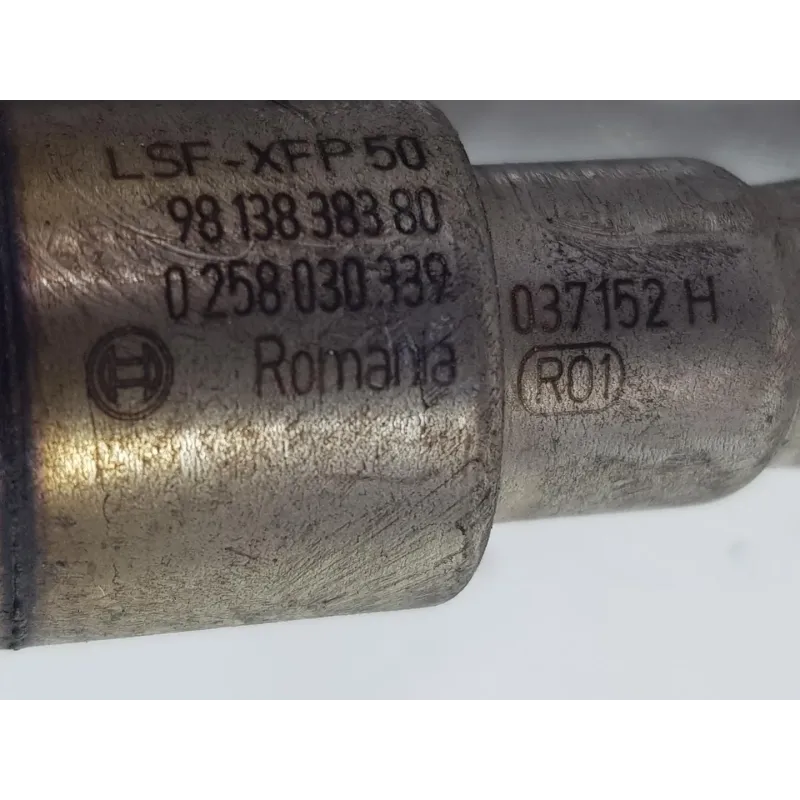 LSF-XFP 50
98 138 383 80
0 258 030 339
H Romania
037152 H
R01